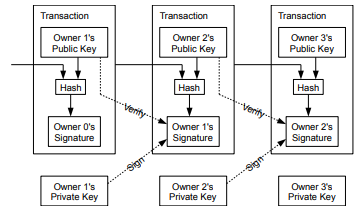 Transaction
Transaction
Transaction
Owner 1's
Public Key
Owner 2's
Public Key
Owner 3's
Public Key
Hash
Hash
Hash
Verify
Verify
Owner 0's
Signature
Owner 1's
Signature
Owner 2's
Signature
Sign
Sign
Owner 1's
Private Key
Owner 2's
Private Key
Owner 3's
Private Key